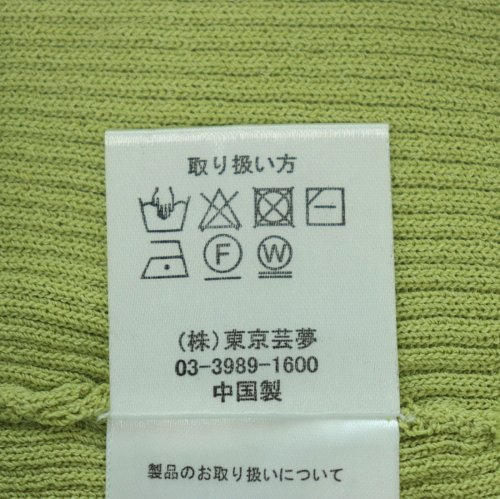 取り扱い方
F W
(株)東京芸夢
03-3989-1600
中国製
製品のお取り扱いについて